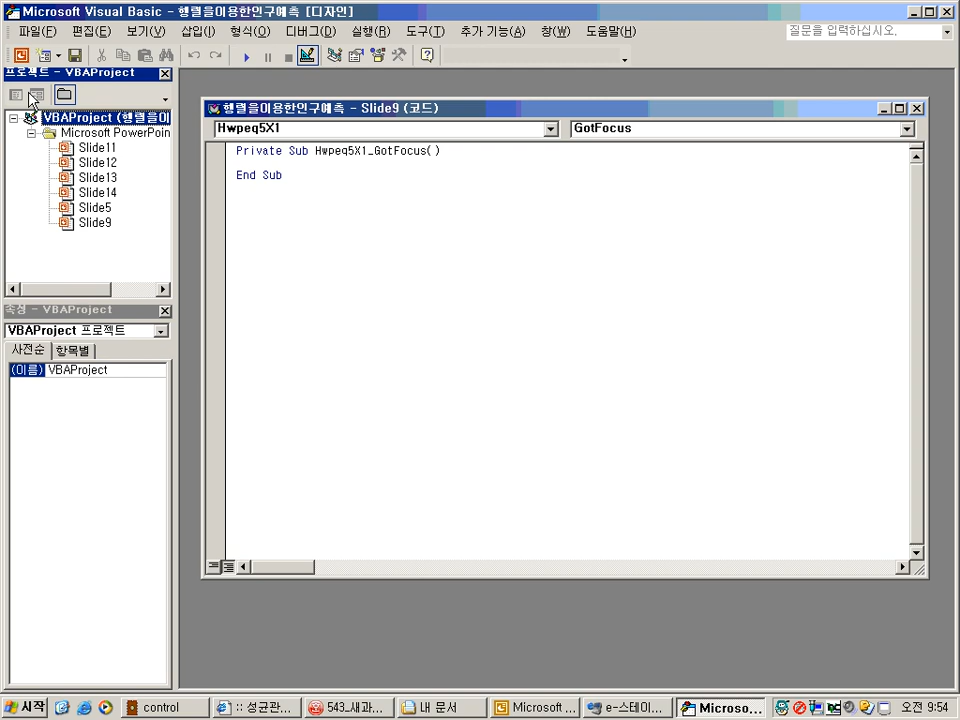 Microsoft Visual Basic - 행렬을이용한인구예측 [디자인]
파일(F) 편집(E) 보기(V) 삽입(I) 형식(O) 디버그(D) 실행(R) 도구(T) 추가 기능(A) 창(W) 도움말(H) 질문을 입력하십시오.
프로젝트 - VBAProject
VBAProject (행렬을이
Microsoft PowerPoin
Slide11
Slide12
Slide13
Slide14
Slide5
Slide9
속성 - VBAProject
VBAProject 프로젝트
사전순 항목별
(이름) VBAProject
행렬을이용한인구예측 - Slide9 (코드)
Hwpeq5X1 GotFocus
Private Sub Hwpeq5X1_GotFocus()
End Sub
시작 control :: 성균관... 543_새과... 내 문서 Microsoft ... e-스테이... Microso... 오전 9:54